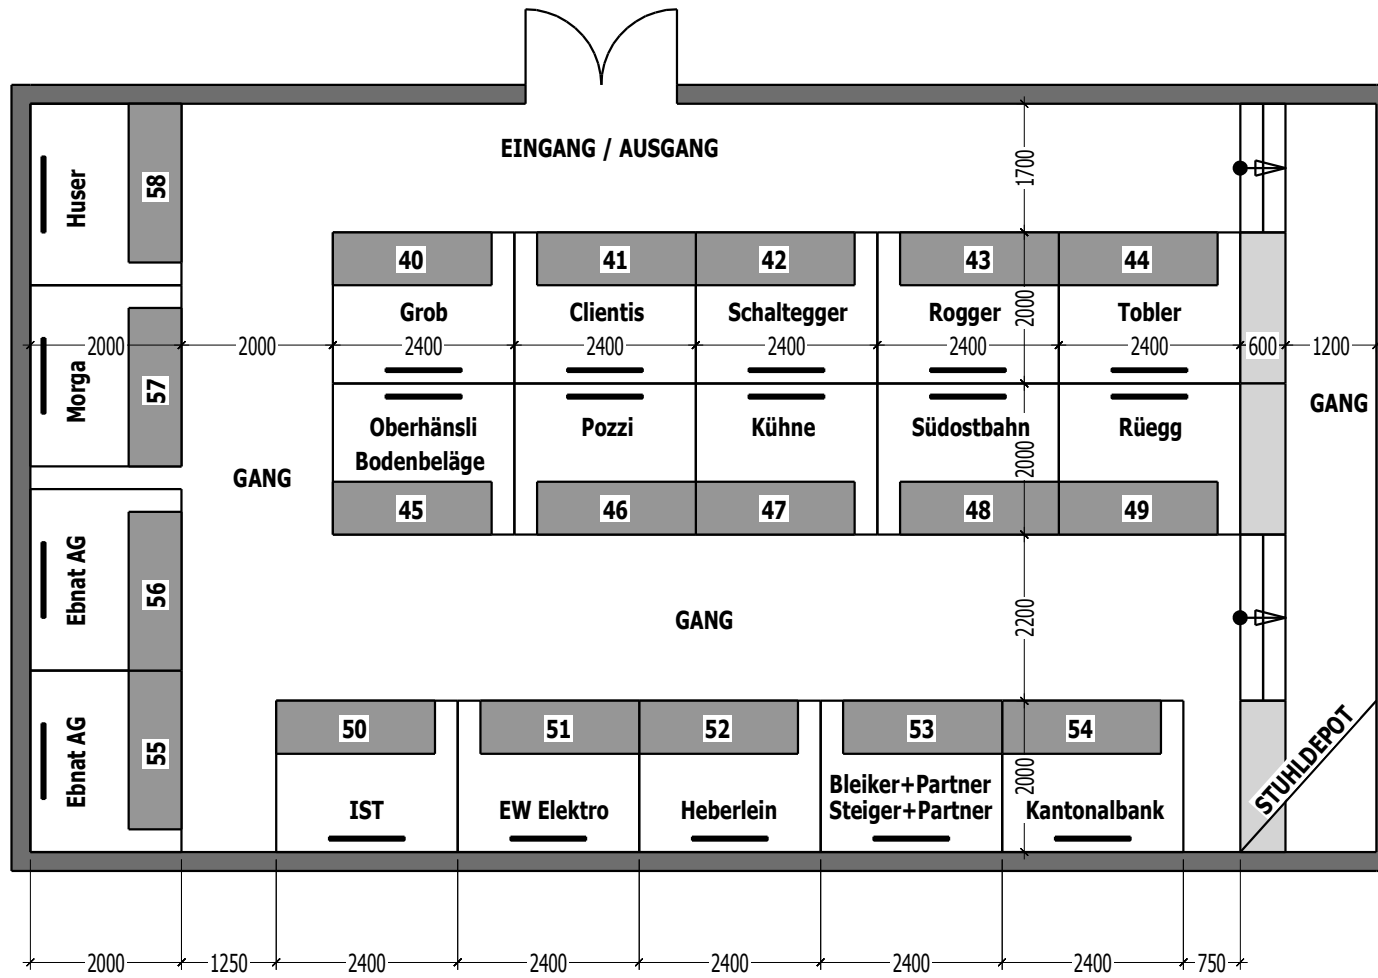 EINGANG / AUSGANG
1700
58
Huser
40
41
42
43
44
Grob
Clientis
Schaltegger
Rogger
Tobler
2000
2000
2000
2400
2400
2400
2400
2400
600
1200
57
Morga
GANG
Oberhänsli
Bodenbeläge
Pozzi
Kühne
Südostbahn
Rüegg
2000
GANG
45
46
47
48
49
56
Ebnat AG
GANG
2200
50
51
52
53
54
55
Ebnat AG
2000
STUHLDEPOT
IST
EW Elektro
Heberlein
Bleiker+Partner
Steiger+Partner
Kantonalbank
2000
1250
2400
2400
2400
2400
2400
750